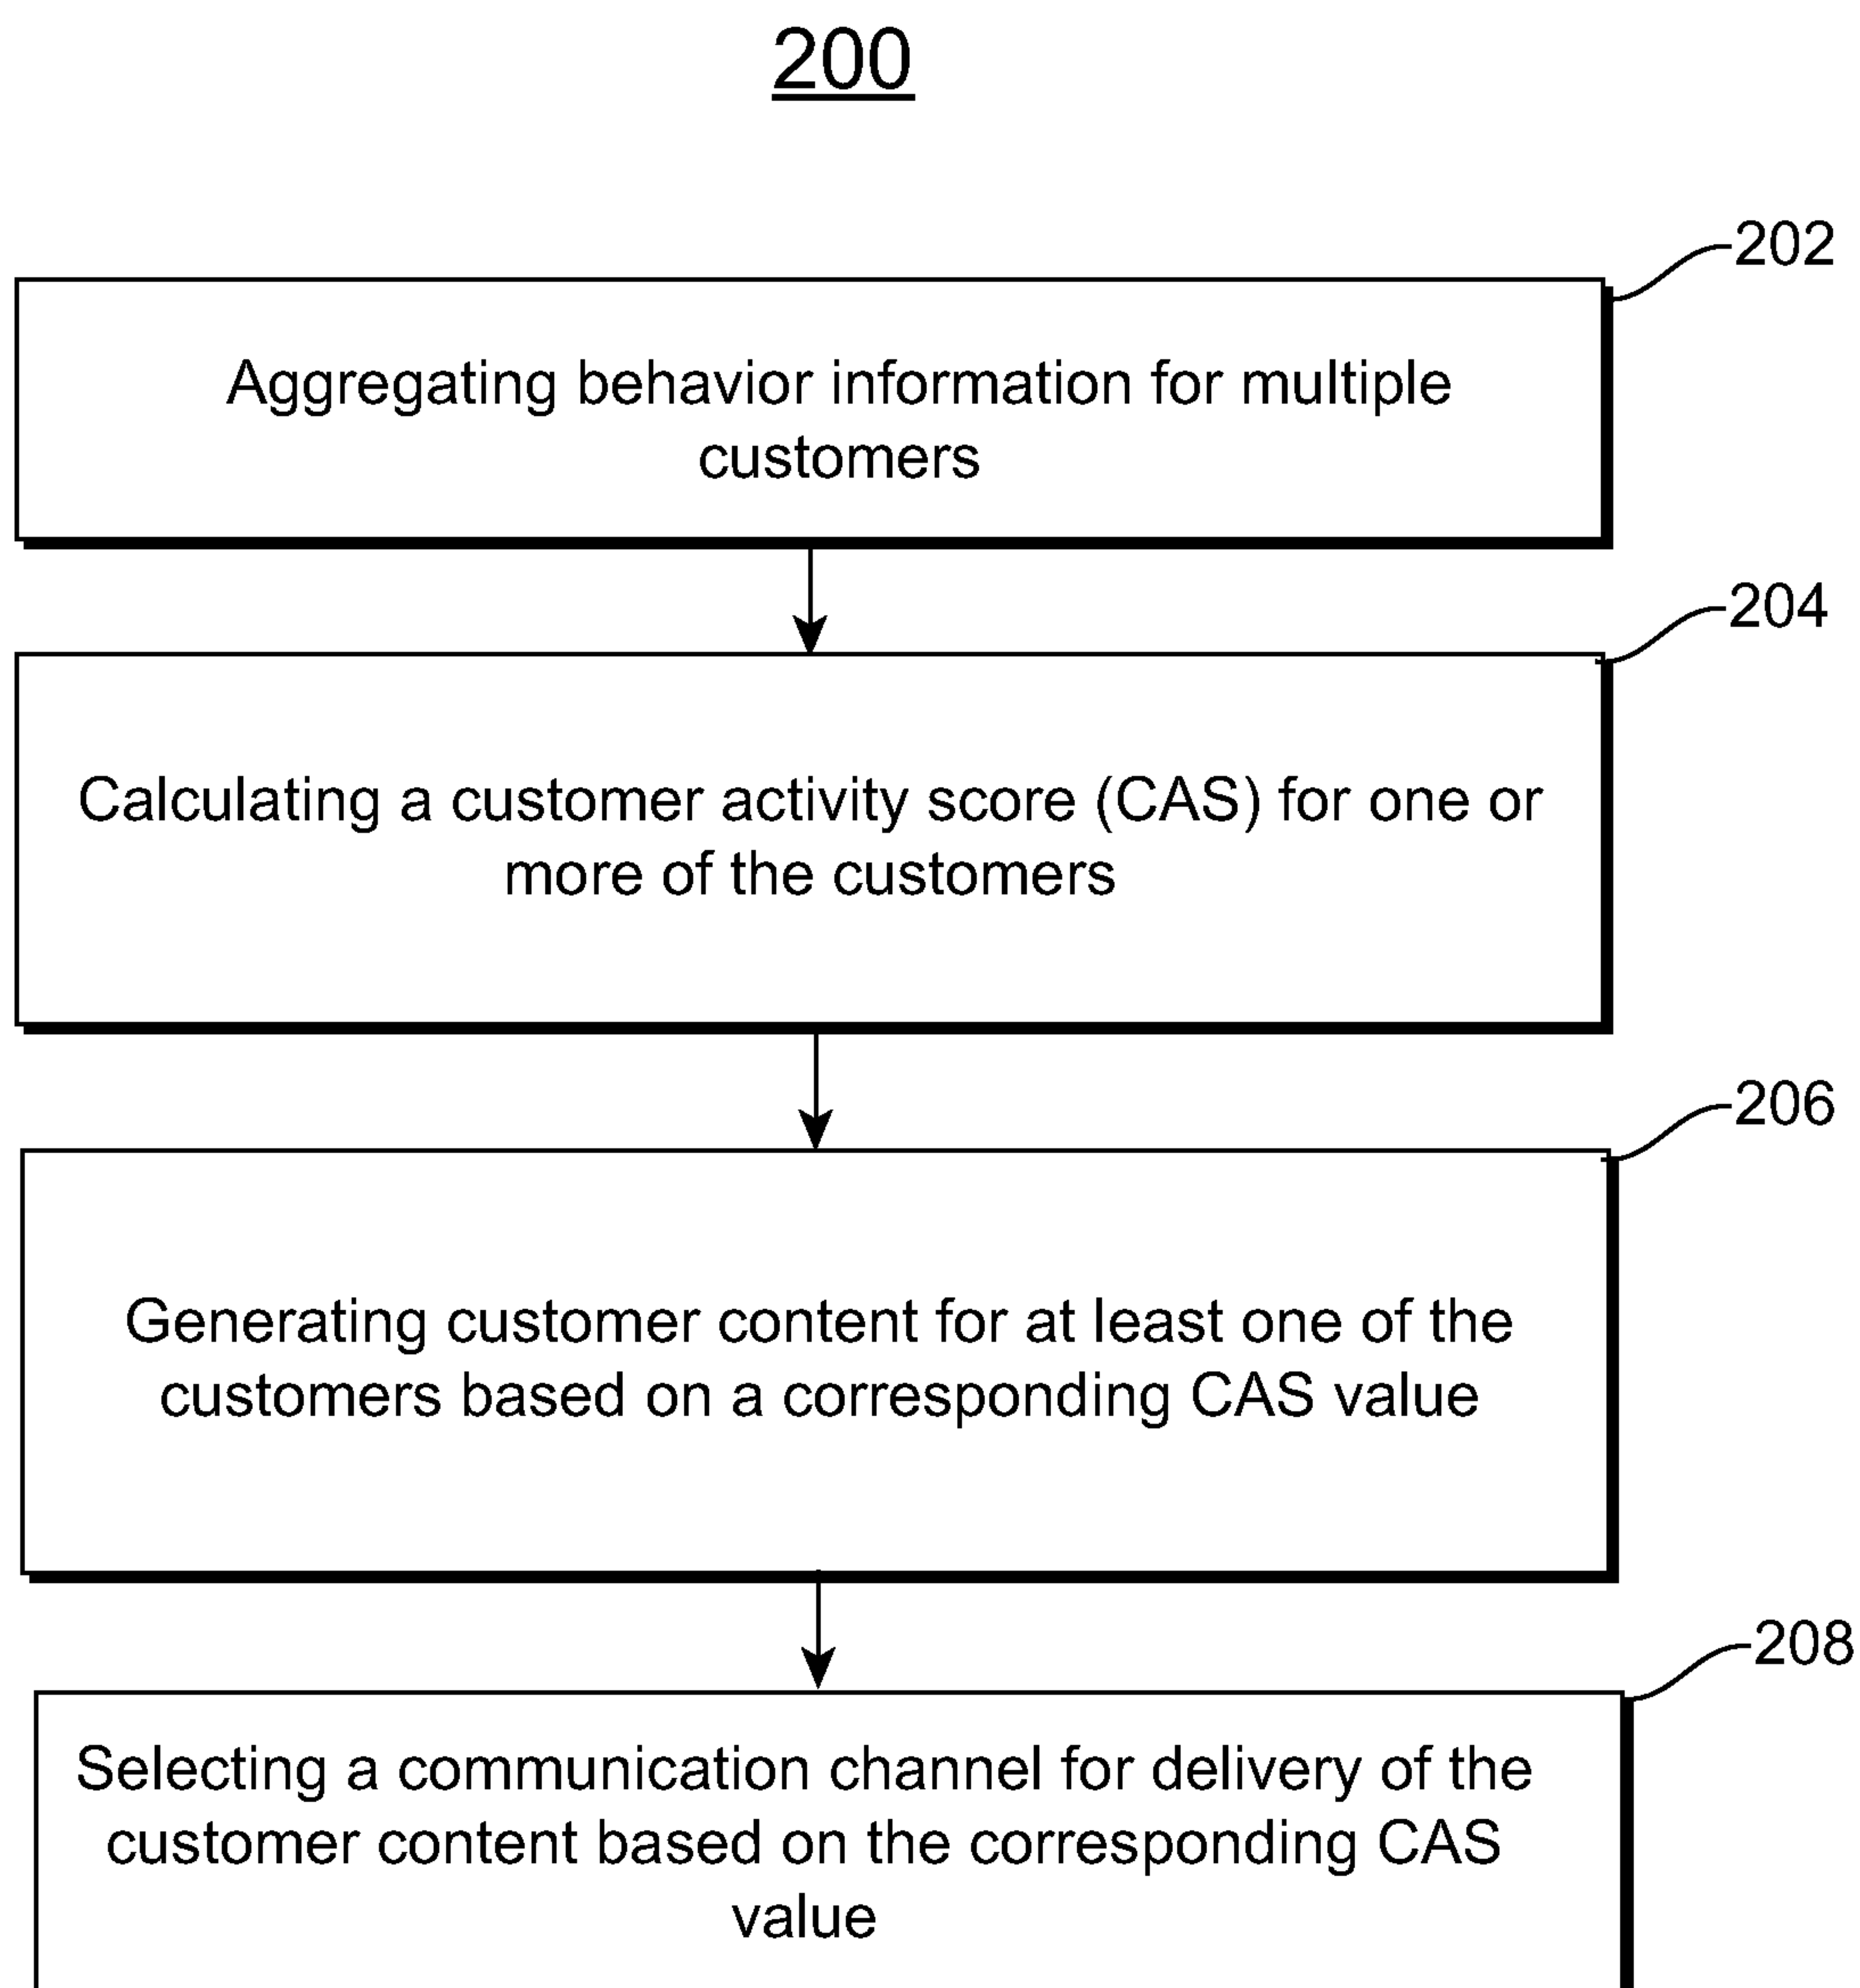 200
202
Aggregating behavior information for multiple
customers
204
Calculating a customer activity score (CAS) for one or
more of the customers
206
Generating customer content for at least one of the
customers based on a corresponding CAS value
208
Selecting a communication channel for delivery of the
customer content based on the corresponding CAS
value